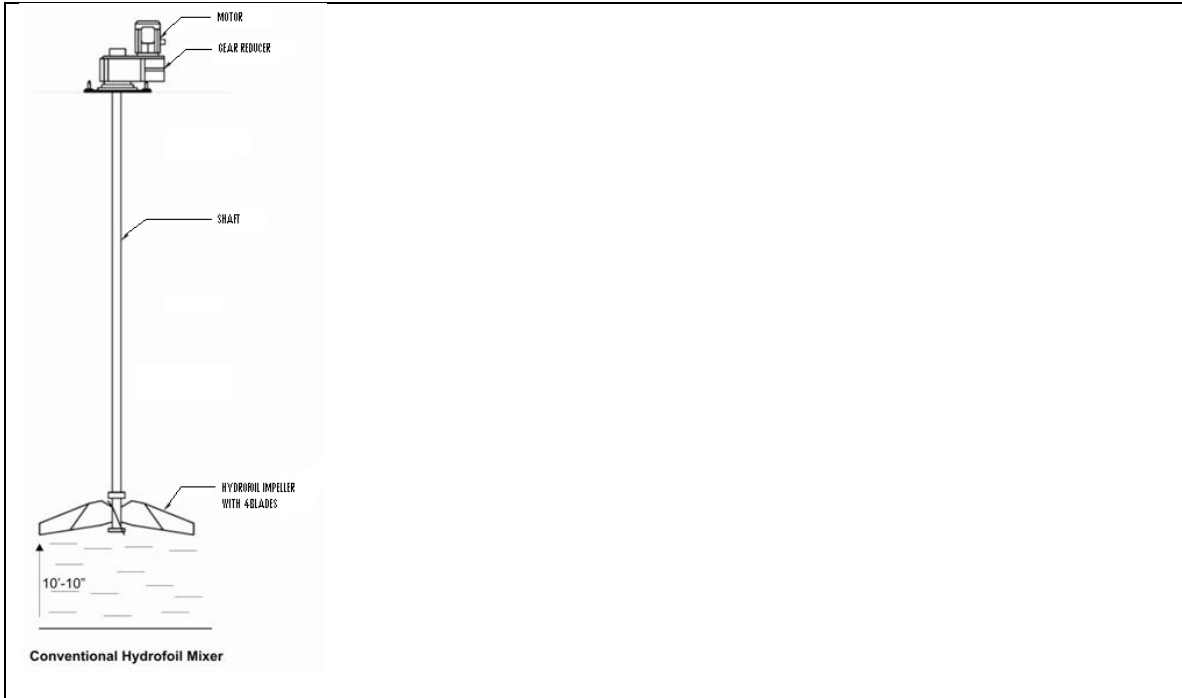 MOTOR
GEAR REDUCER
SHAFT
HYDROFOIL IMPELLER
WITH 4BLADES
10'-10"
Conventional Hydrofoil Mixer